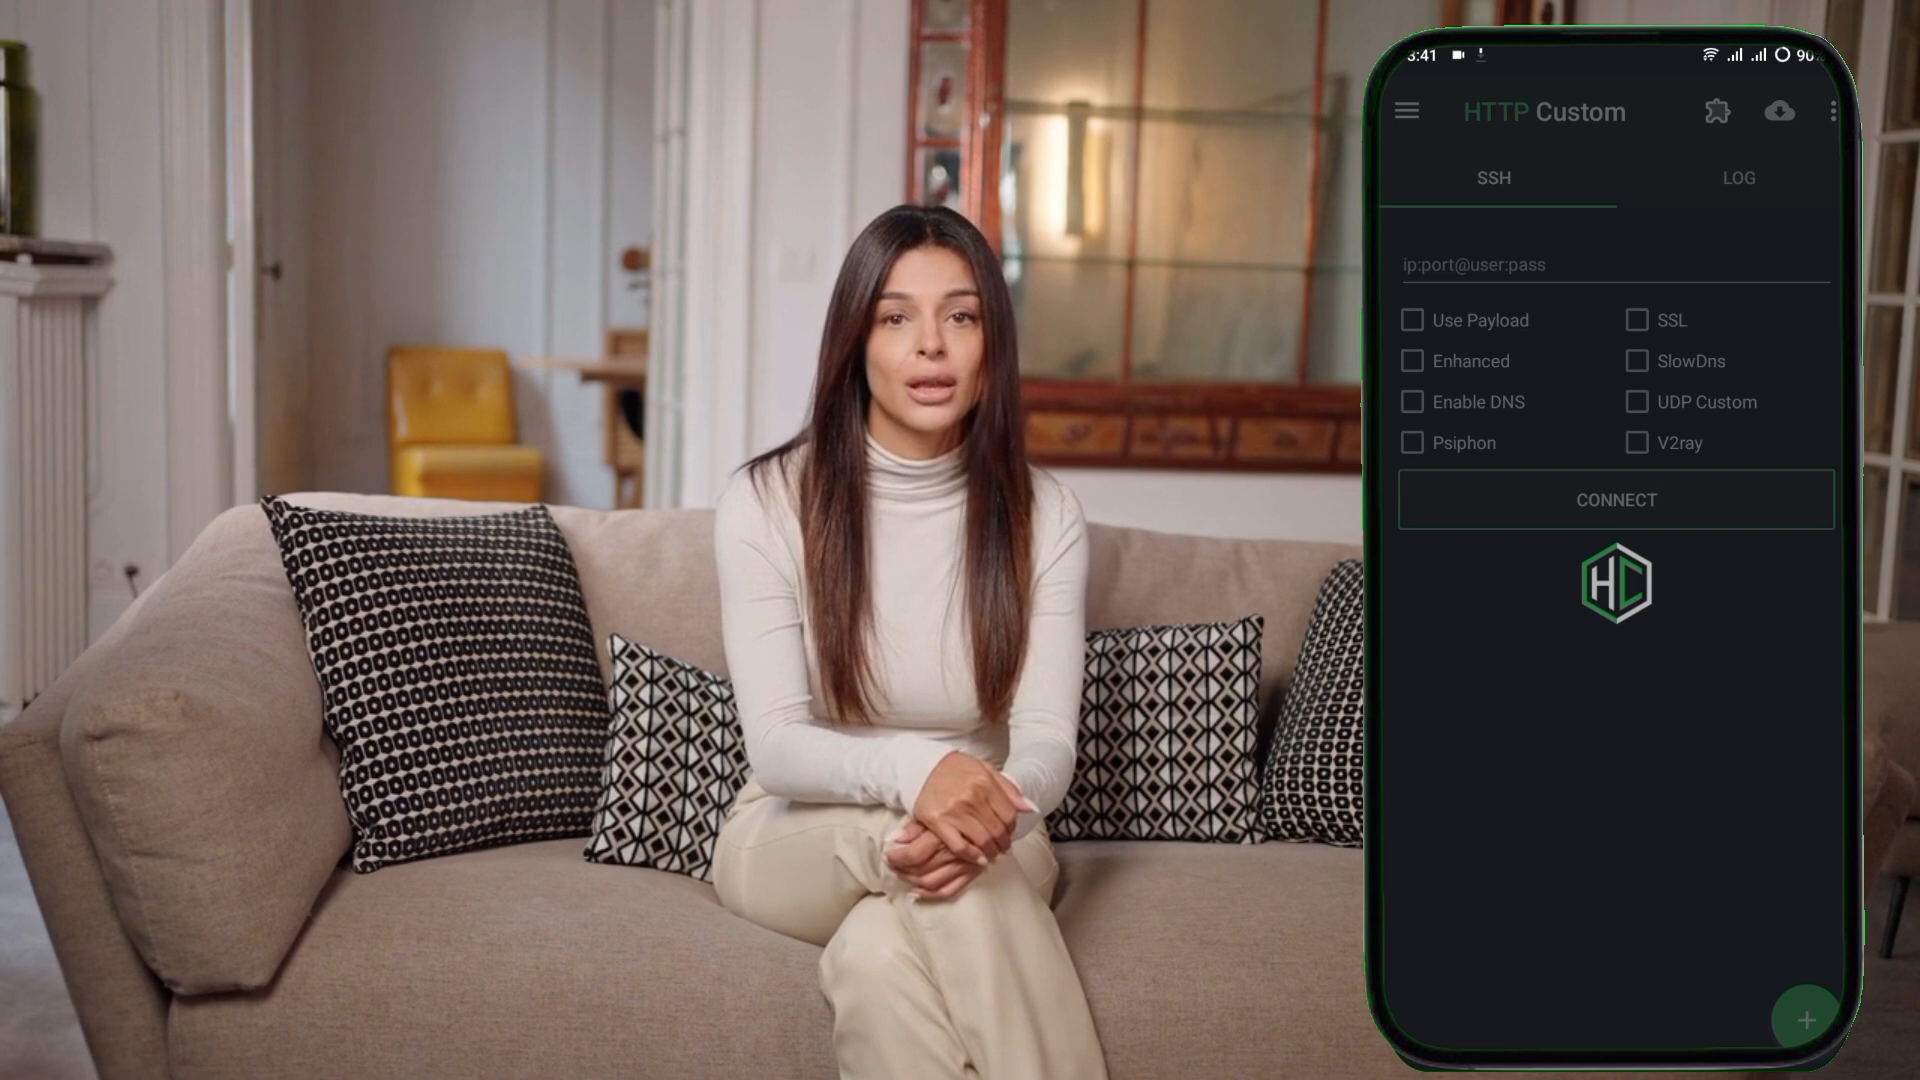 3:41 90
HTTP Custom
SSH LOG
ip:port@user:pass
Use Payload SSL
Enhanced SlowDns
Enable DNS UDP Custom
Psiphon V2ray
CONNECT
HC